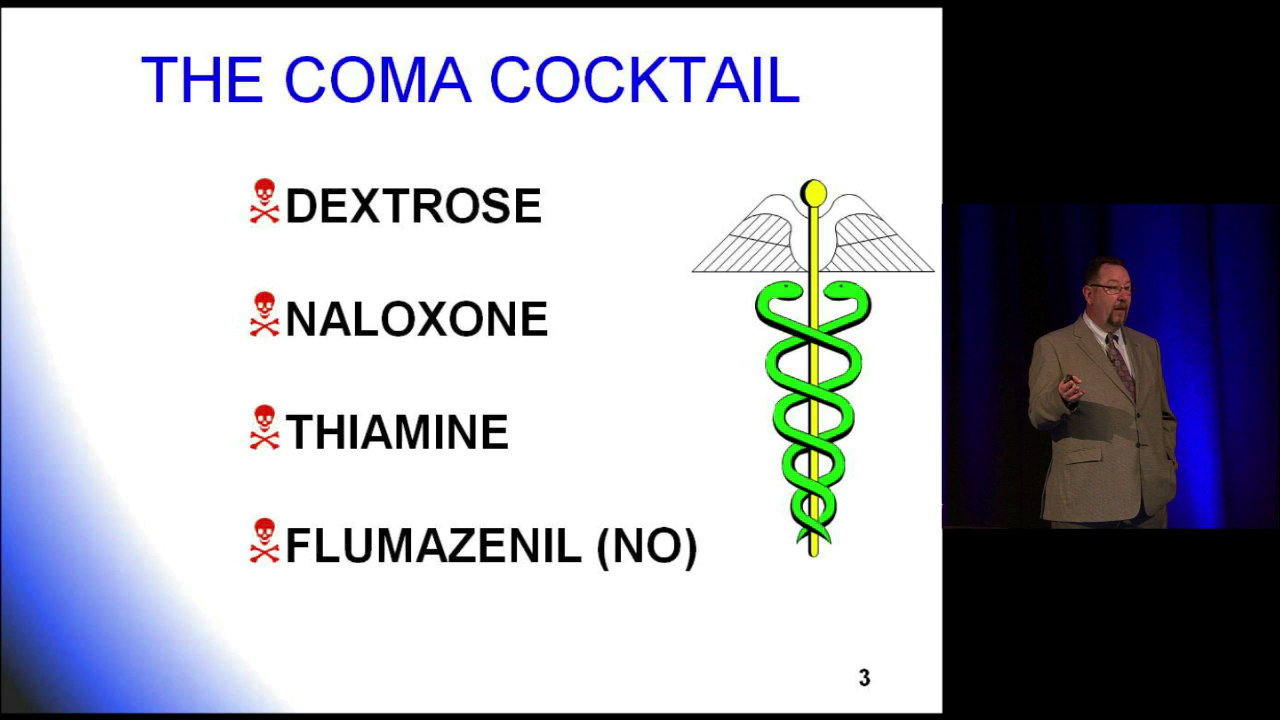 THE COMA COCKTAIL
DEXTROSE
NALOXONE
THIAMINE
FLUMAZENIL (NO)
3